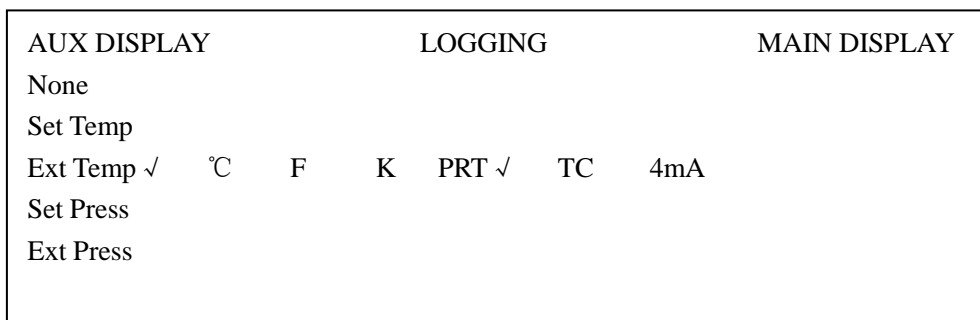 AUX DISPLAY LOGGING MAIN DISPLAY
None
Set Temp
Ext Temp √ ℃ F K PRT √ TC 4mA
Set Press
Ext Press